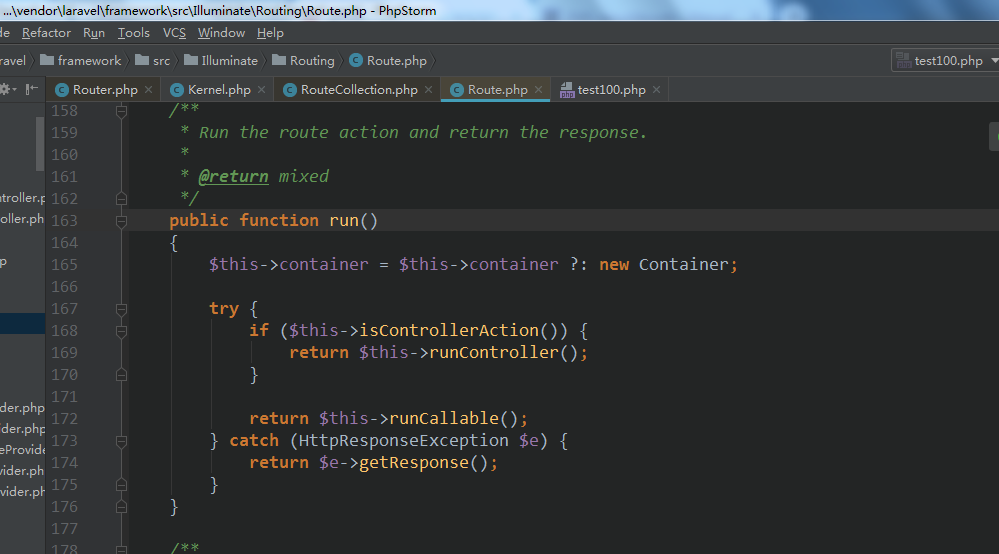 ...\vendor\laravel\framework\src\Illuminate\Routing\Route.php - PhpStorm
de Refactor Run Tools VCS Window Help
ravel framework src Illuminate Routing Route.php test100.php
Router.php Kernel.php RouteCollection.php Route.php test100.php
158 /**
159 * Run the route action and return the response.
160 *
161 * @return mixed
ntroller.p
162 */
oller.ph
163 public function run()
164 {
p
165 $this->container = $this->container ?: new Container;
166
167 try {
168 if ($this->isControllerAction()) {
169 return $this->runController();
170 }
171
der.php
172 return $this->runCallable();
ider.php
173 } catch (HttpResponseException $e) {
eProvide
174 return $e->getResponse();
vider.ph
175 }
vider.ph
176 }
177
178 /**